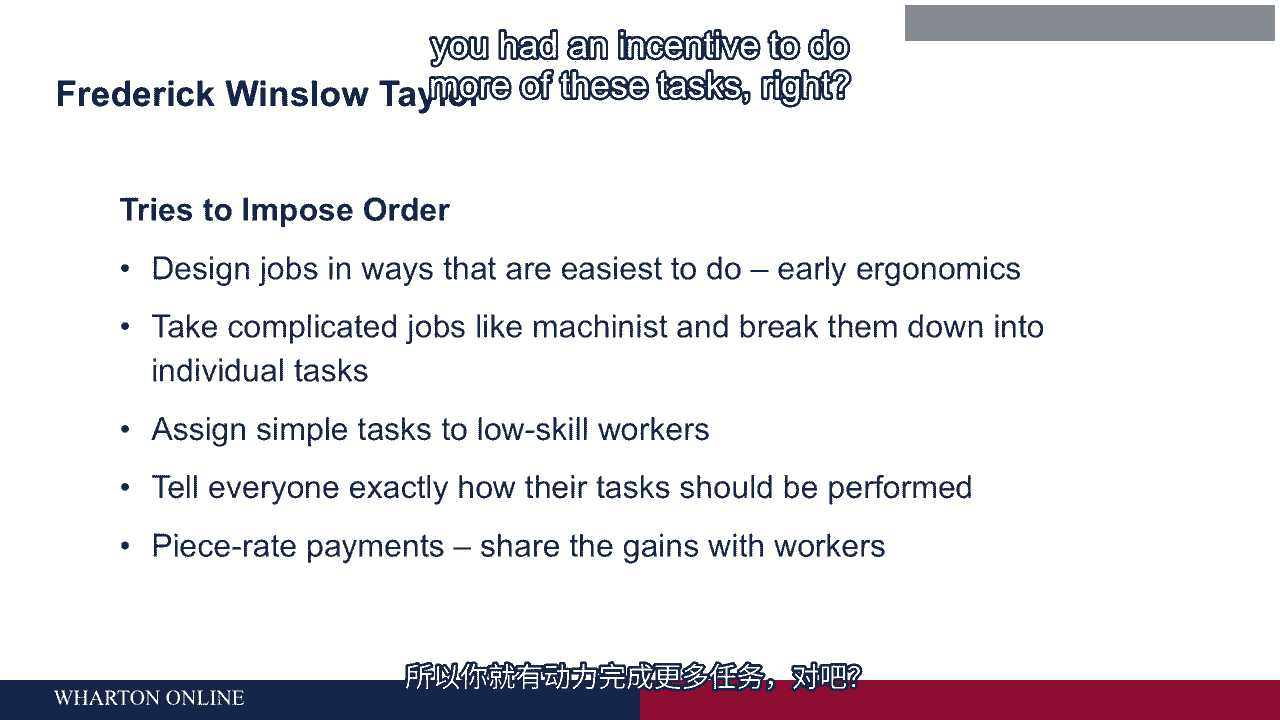 you had an incentive to do
more of these tasks, right?
Frederick Winslow Taylor
Tries to Impose Order
• Design jobs in ways that are easiest to do – early ergonomics
• Take complicated jobs like machinist and break them down into
individual tasks
• Assign simple tasks to low-skill workers
• Tell everyone exactly how their tasks should be performed
• Piece-rate payments – share the gains with workers
所以你就有动力完成更多任务，对吧？
WHARTON ONLINE